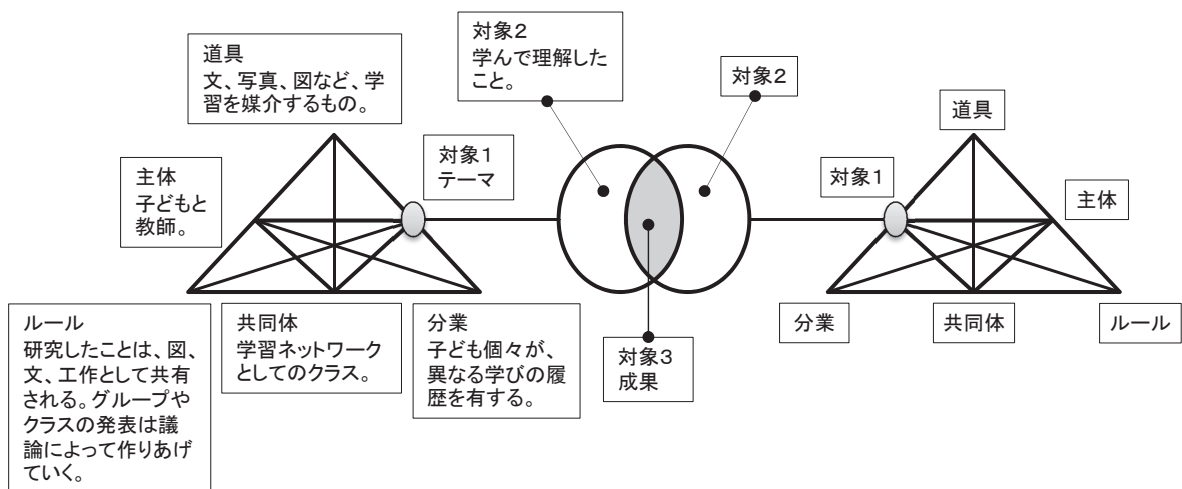 道具
文、写真、図など、学
習を媒介するもの。
対象2
学んで理解した
こと。
対象2
道具
主体
子どもと
教師。
対象1
テーマ
対象1
主体
ルール
研究したことは、図、
文、工作として共有
される。グループや
クラスの発表は議
論によって作りあげ
ていく。
共同体
学習ネットワーク
としてのクラス。
分業
子ども個々が、
異なる学びの履
歴を有する。
対象3
成果
分業
共同体
ルール